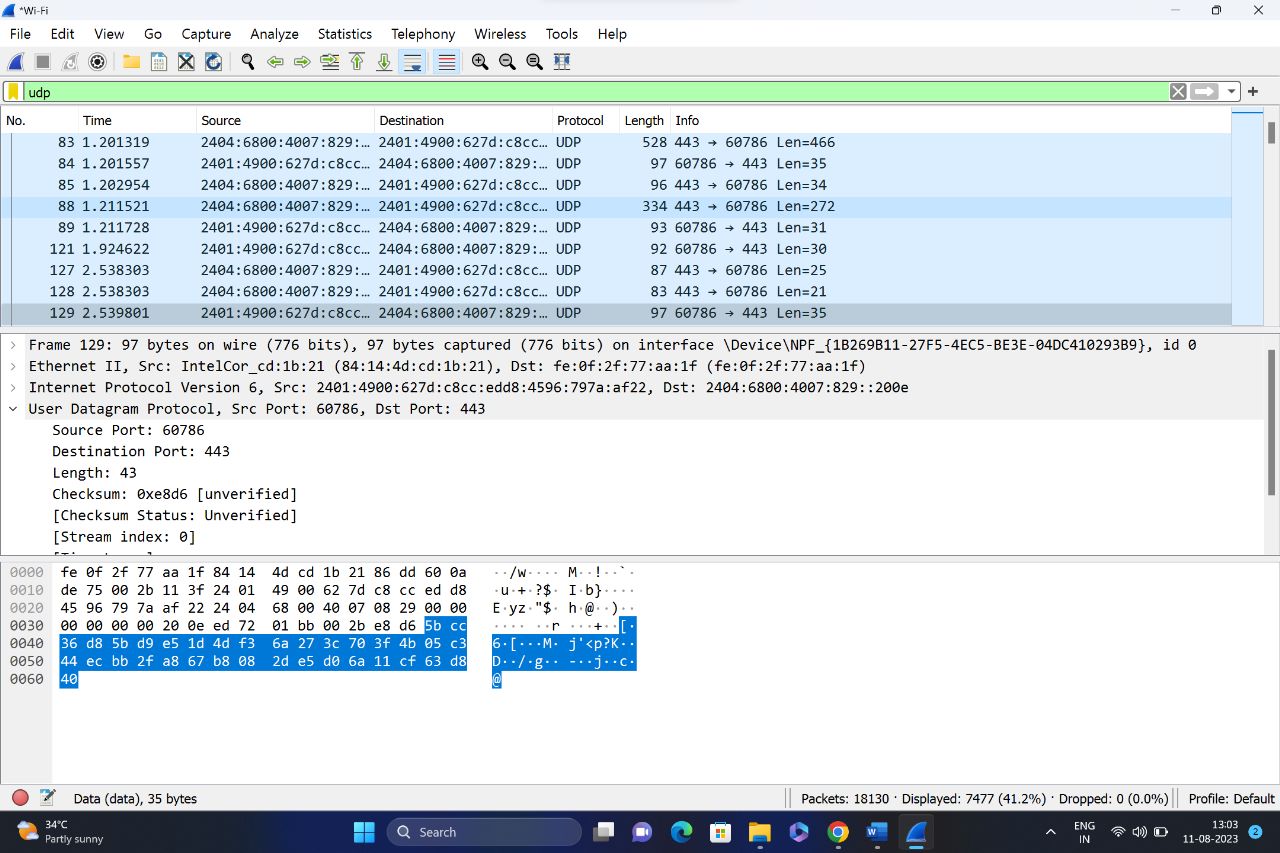 *Wi-Fi
File Edit View Go Capture Analyze Statistics Telephony Wireless Tools Help
udp
No. Time Source Destination Protocol Length Info
83 1.201319 2404:6800:4007:829:… 2401:4900:627d:c8cc… UDP 528 443 → 60786 Len=466
84 1.201557 2401:4900:627d:c8cc… 2404:6800:4007:829:… UDP 97 60786 → 443 Len=35
85 1.202954 2404:6800:4007:829:… 2401:4900:627d:c8cc… UDP 96 443 → 60786 Len=34
88 1.211521 2404:6800:4007:829:… 2401:4900:627d:c8cc… UDP 334 443 → 60786 Len=272
89 1.211728 2401:4900:627d:c8cc… 2404:6800:4007:829:… UDP 93 60786 → 443 Len=31
121 1.924622 2401:4900:627d:c8cc… 2404:6800:4007:829:… UDP 92 60786 → 443 Len=30
127 2.538303 2404:6800:4007:829:… 2401:4900:627d:c8cc… UDP 87 443 → 60786 Len=25
128 2.538303 2404:6800:4007:829:… 2401:4900:627d:c8cc… UDP 83 443 → 60786 Len=21
129 2.539801 2401:4900:627d:c8cc… 2404:6800:4007:829:… UDP 97 60786 → 443 Len=35
Frame 129: 97 bytes on wire (776 bits), 97 bytes captured (776 bits) on interface \Device\NPF_{1B269B11-27F5-4EC5-BE3E-04DC410293B9}, id 0
Ethernet II, Src: IntelCor_cd:1b:21 (84:14:4d:cd:1b:21), Dst: fe:0f:2f:77:aa:1f (fe:0f:2f:77:aa:1f)
Internet Protocol Version 6, Src: 2401:4900:627d:c8cc:edd8:4596:797a:af22, Dst: 2404:6800:4007:829::200e
User Datagram Protocol, Src Port: 60786, Dst Port: 443
Source Port: 60786
Destination Port: 443
Length: 43
Checksum: 0xe8d6 [unverified]
[Checksum Status: Unverified]
[Stream index: 0]
0000 fe 0f 2f 77 aa 1f 84 14 4d cd 1b 21 86 dd 60 0a ··/w···· M··!··`·
0010 de 75 00 2b 11 3f 24 01 49 00 62 7d c8 cc ed d8 ·u·+·?$· I·b}····
0020 45 96 79 7a af 22 24 04 68 00 40 07 08 29 00 00 E·yz·"$· h·@··)··
0030 00 00 00 00 20 0e ed 72 01 bb 00 2b e8 d6 5b cc ···· ··r ···+··[·
0040 36 d8 5b d9 e5 1d 4d f3 6a 27 3c 70 3f 4b 05 c3 6·[···M· j'<p?K··
0050 44 ec bb 2f a8 67 b8 08 2d e5 d0 6a 11 cf 63 d8 D··/·g·· -··j··c·
0060 40 @
Data (data), 35 bytes Packets: 18130 · Displayed: 7477 (41.2%) · Dropped: 0 (0.0%) Profile: Default
34°C
Partly sunny
Search
ENG
IN
13:03
11-08-2023
2